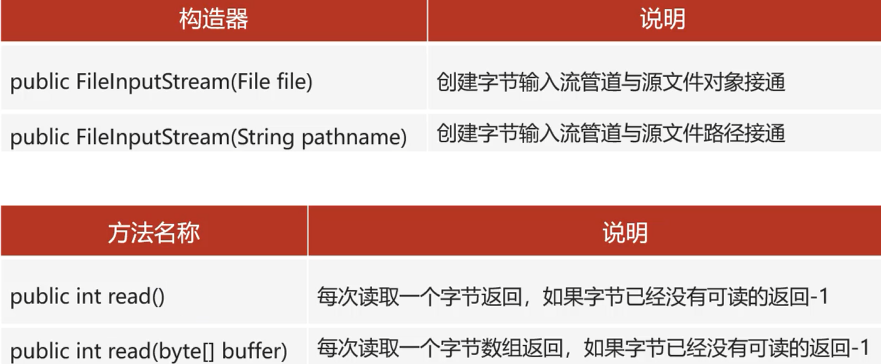 构造器 说明
public FileInputStream(File file) 创建字节输入流管道与源文件对象接通
public FileInputStream(String pathname) 创建字节输入流管道与源文件路径接通
方法名称 说明
public int read() 每次读取一个字节返回，如果字节已经没有可读的返回-1
public int read(byte[] buffer) 每次读取一个字节数组返回，如果字节已经没有可读的返回-1